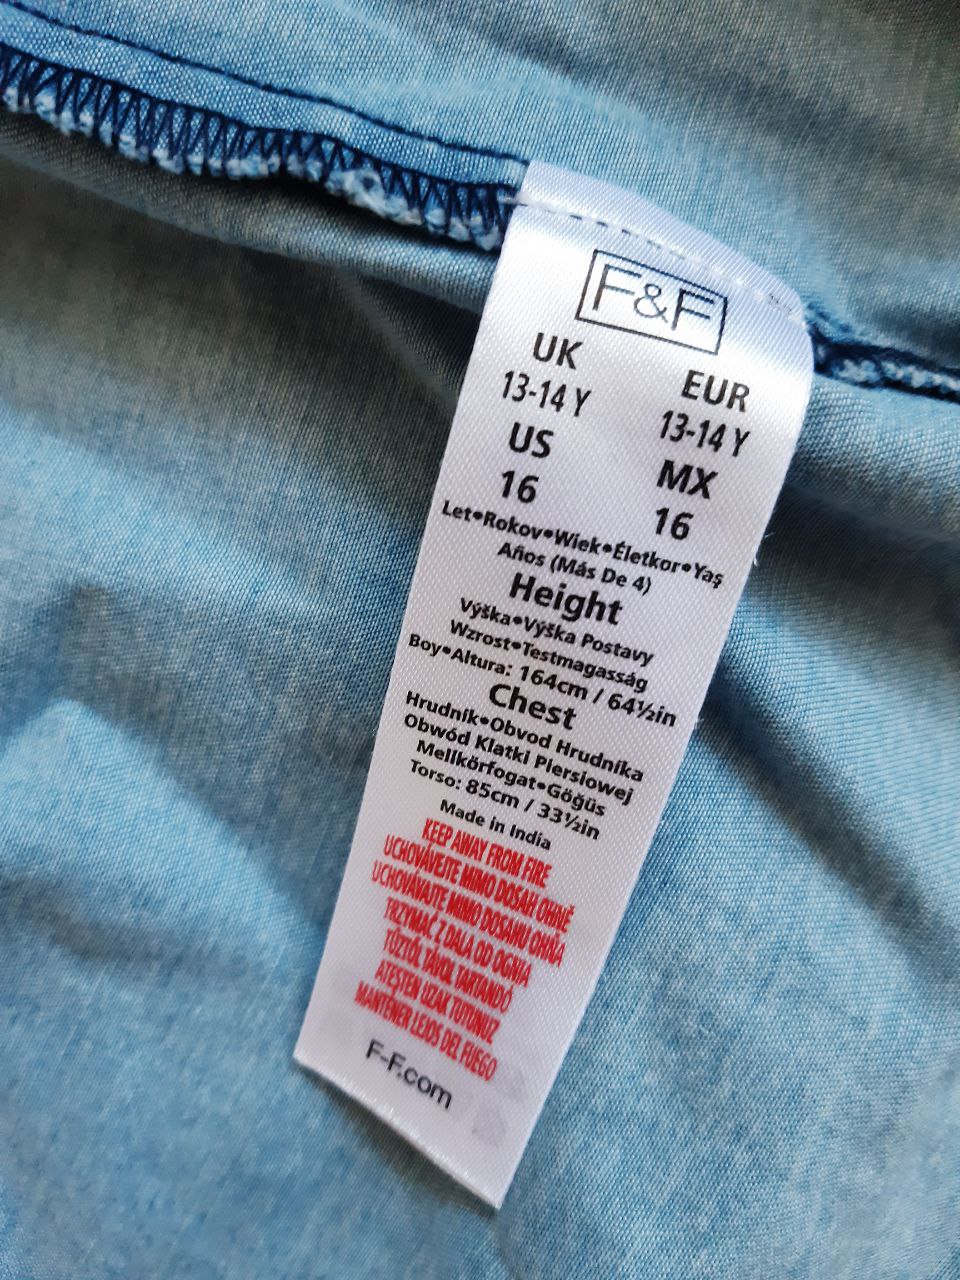 F&F
UK EUR
13-14 Y 13-14 Y
US MX
16 16
Let•Rokov•Wiek•Életkor•Yaş
Años (Más De 4)
Height
Výška•Výška Postavy
Wzrost•Testmagasság
Boy•Altura: 164cm / 64½in
Chest
Hrudník•Obvod Hrudníka
Obwód Klatki Piersiowej
Mellkörfogat•Göğüs
Torso: 85cm / 33½in
Made in India
KEEP AWAY FROM FIRE
UCHOVÁVEJTE MIMO DOSAH OHNĚ
UCHOVÁVAJTE MIMO DOSAHU OHŇA
TRZYMAĆ Z DALA OD OGNIA
TŰZTŐL TÁVOL TARTANDÓ
ATEŞTEN UZAK TUTUNUZ
MANTENER LEJOS DEL FUEGO
F-F.com